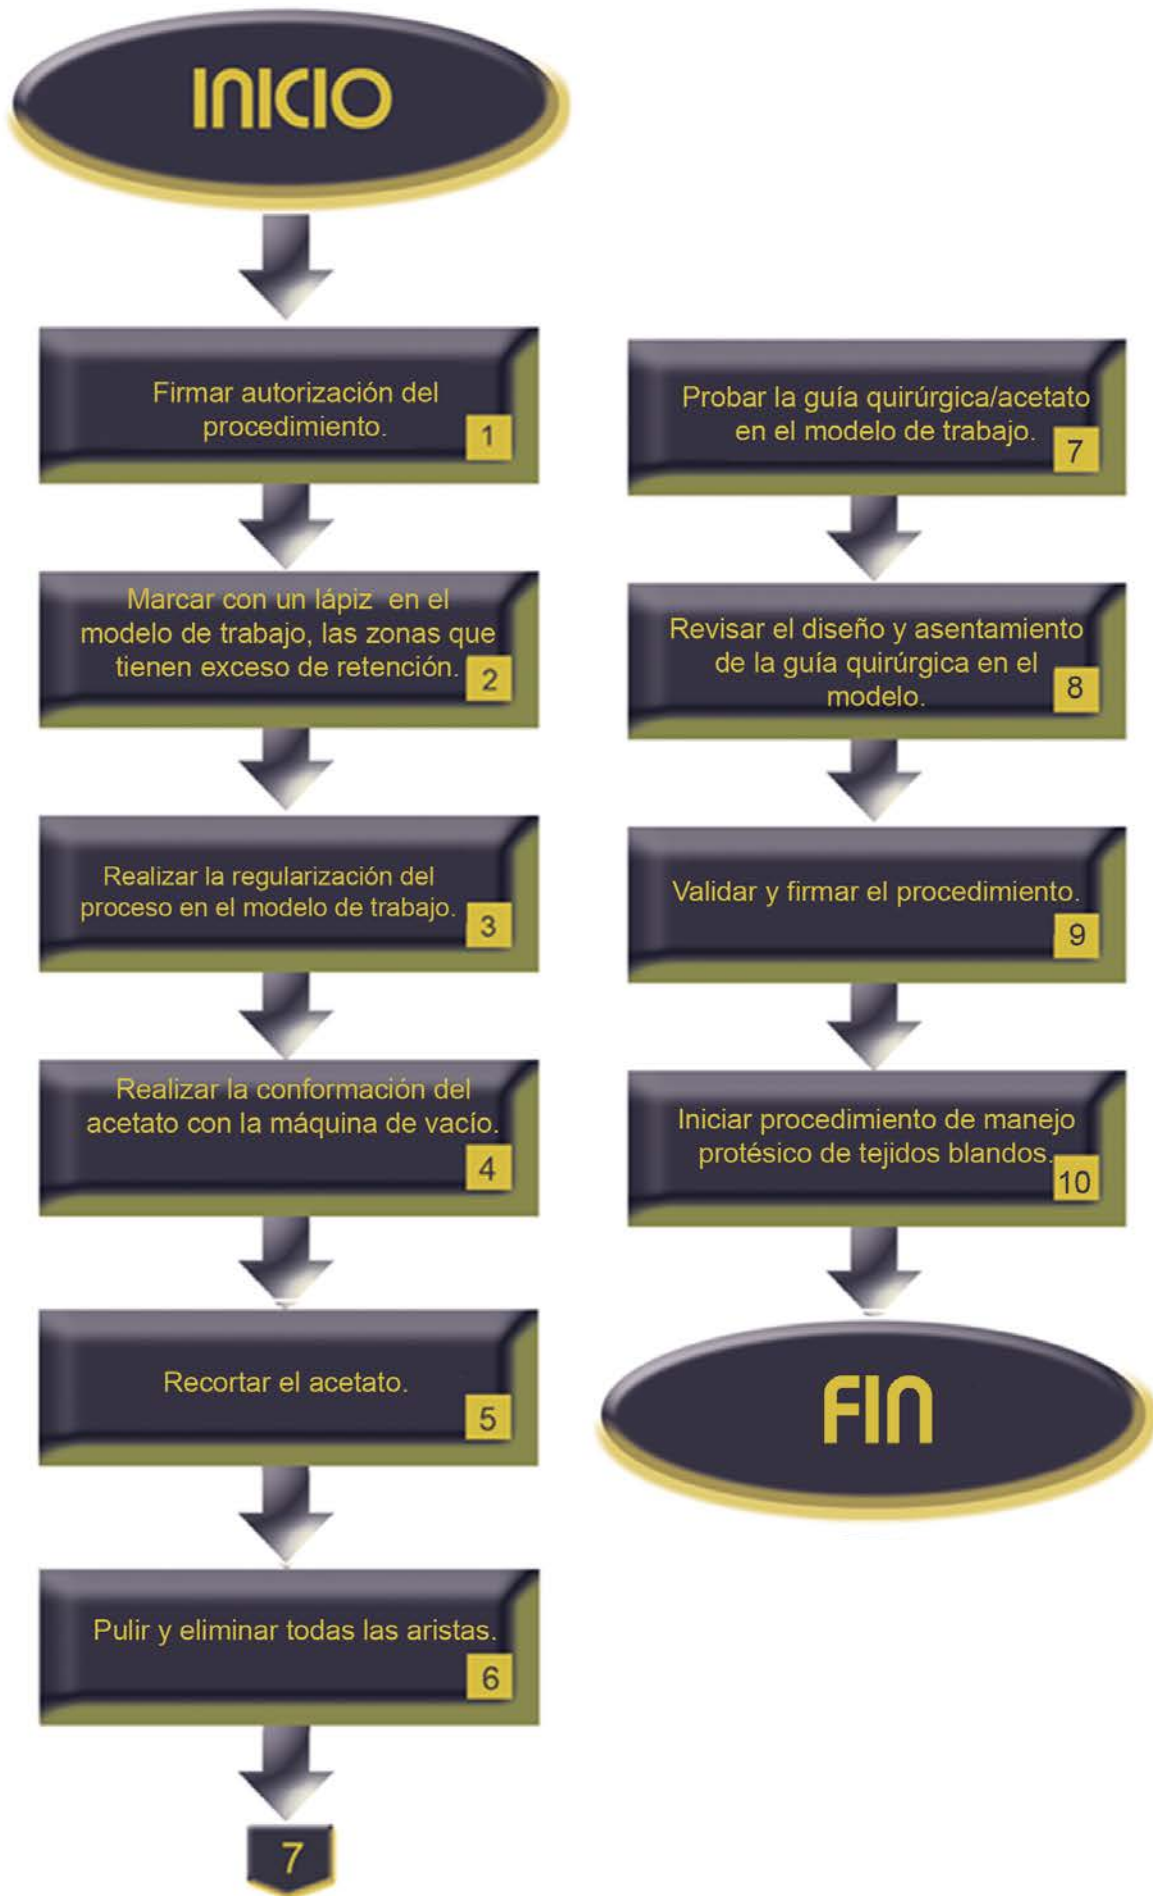 INICIO
Firmar autorización del
procedimiento.
1
Marcar con un lápiz en el
modelo de trabajo, las zonas que
tienen exceso de retención.
2
Realizar la regularización del
proceso en el modelo de trabajo.
3
Realizar la conformación del
acetato con la máquina de vacío.
4
Recortar el acetato.
5
Pulir y eliminar todas las aristas.
6
7
Probar la guía quirúrgica/acetato
en el modelo de trabajo.
7
Revisar el diseño y asentamiento
de la guía quirúrgica en el
modelo.
8
Validar y firmar el procedimiento.
9
Iniciar procedimiento de manejo
protésico de tejidos blandos.
10
FIN